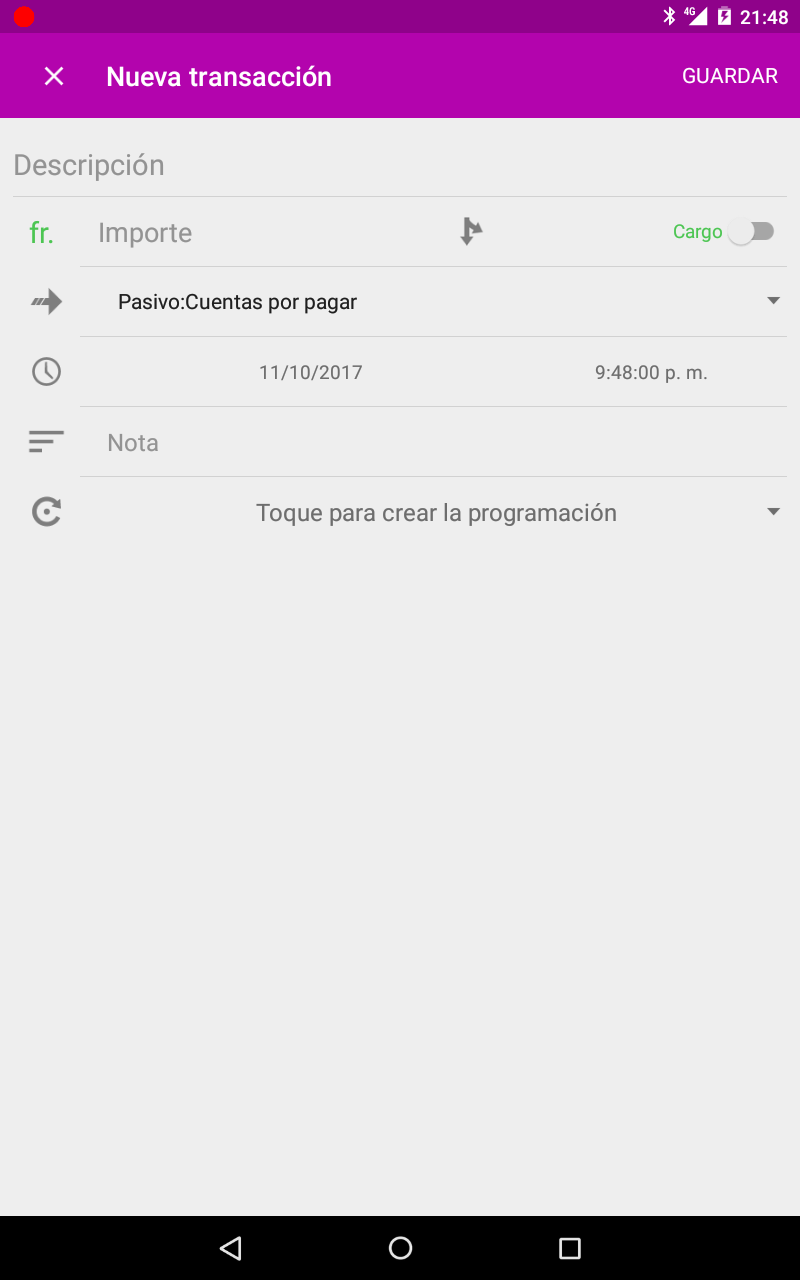 4G 21:48
Nueva transacción GUARDAR
Descripción
fr. Importe Cargo
Pasivo:Cuentas por pagar
11/10/2017 9:48:00 p. m.
Nota
Toque para crear la programación